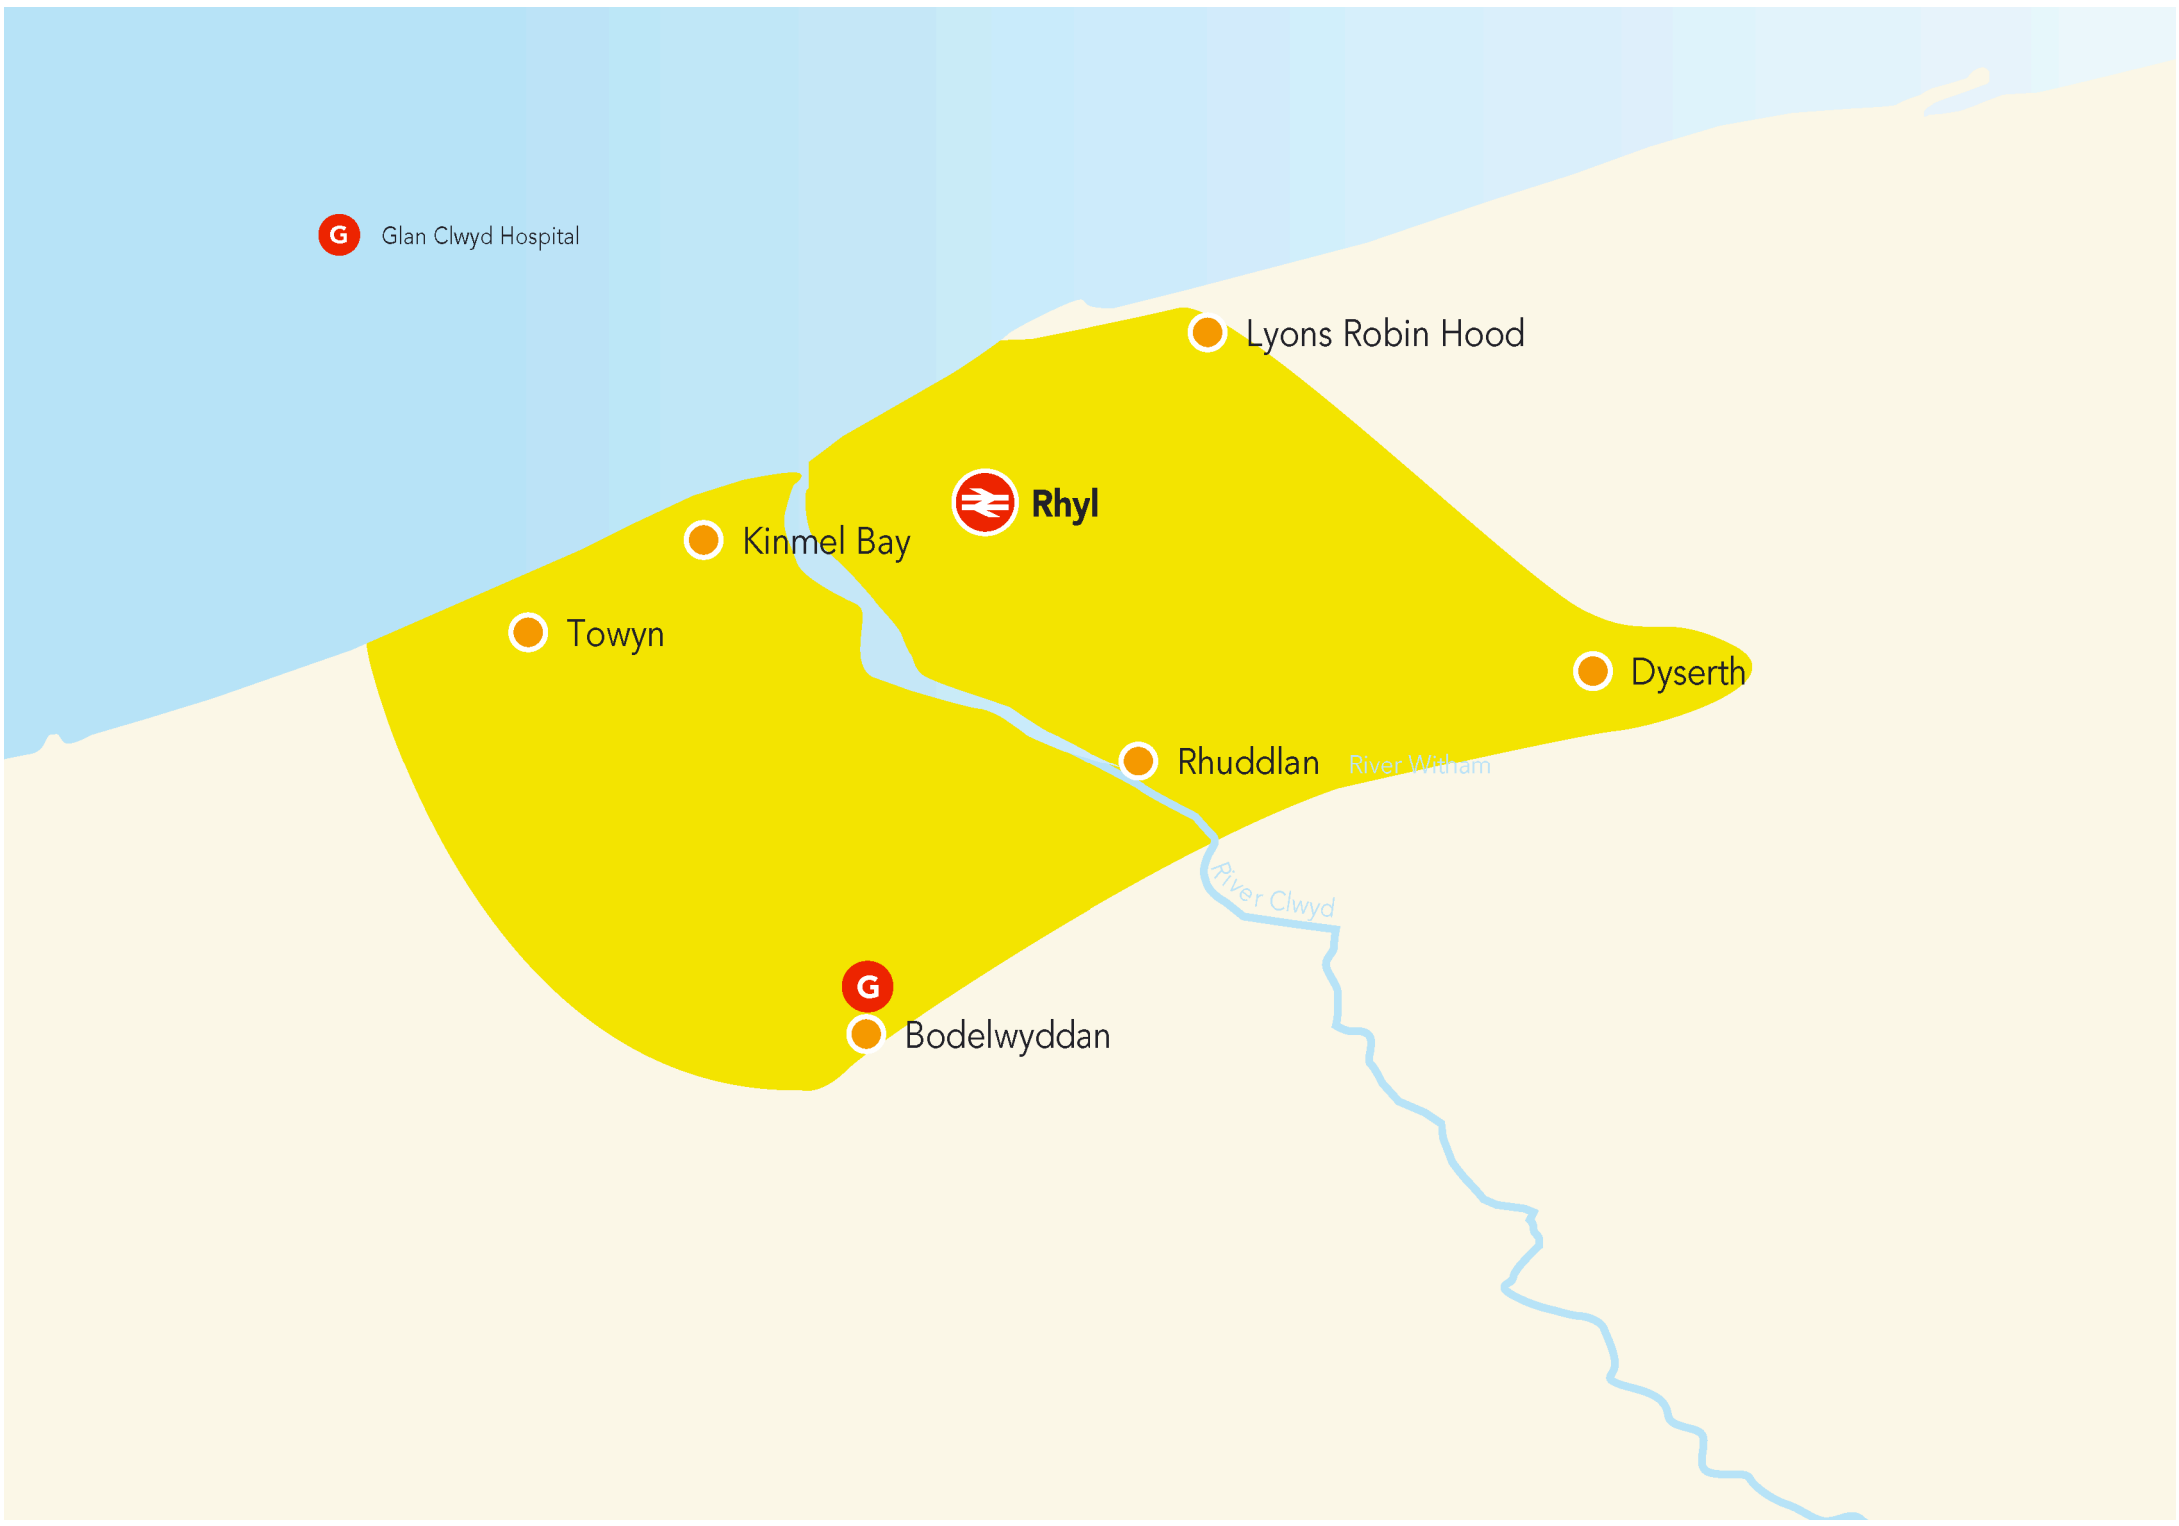 G Glan Clwyd Hospital
Lyons Robin Hood
Rhyl
Kinmel Bay
Towyn
Dyserth
Rhuddlan
River Witham
River Clwyd
G
Bodelwyddan